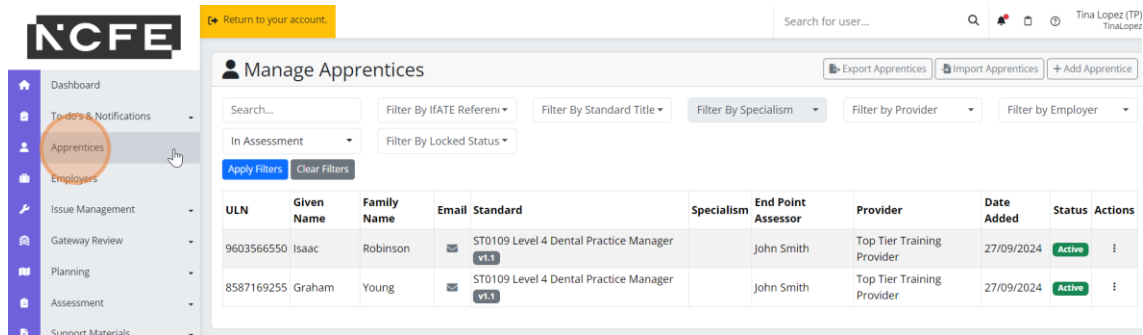 NCFE
Return to your account.
Search for user...
Tina Lopez (TP)
TinaLopez
Dashboard
To-do's & Notifications
Apprentices
Employers
Issue Management
Gateway Review
Planning
Assessment
Support Materials
Manage Apprentices
Export Apprentices Import Apprentices + Add Apprentice
Search... Filter By IfATE Referen Filter By Standard Title Filter By Specialism Filter by Provider Filter by Employer
In Assessment Filter By Locked Status
Apply Filters Clear Filters
ULN Given Name Family Name Email Standard Specialism End Point Assessor Provider Date Added Status Actions
9603566550 Isaac Robinson ST0109 Level 4 Dental Practice Manager v1.1 John Smith Top Tier Training Provider 27/09/2024 Active
8587169255 Graham Young ST0109 Level 4 Dental Practice Manager v1.1 John Smith Top Tier Training Provider 27/09/2024 Active